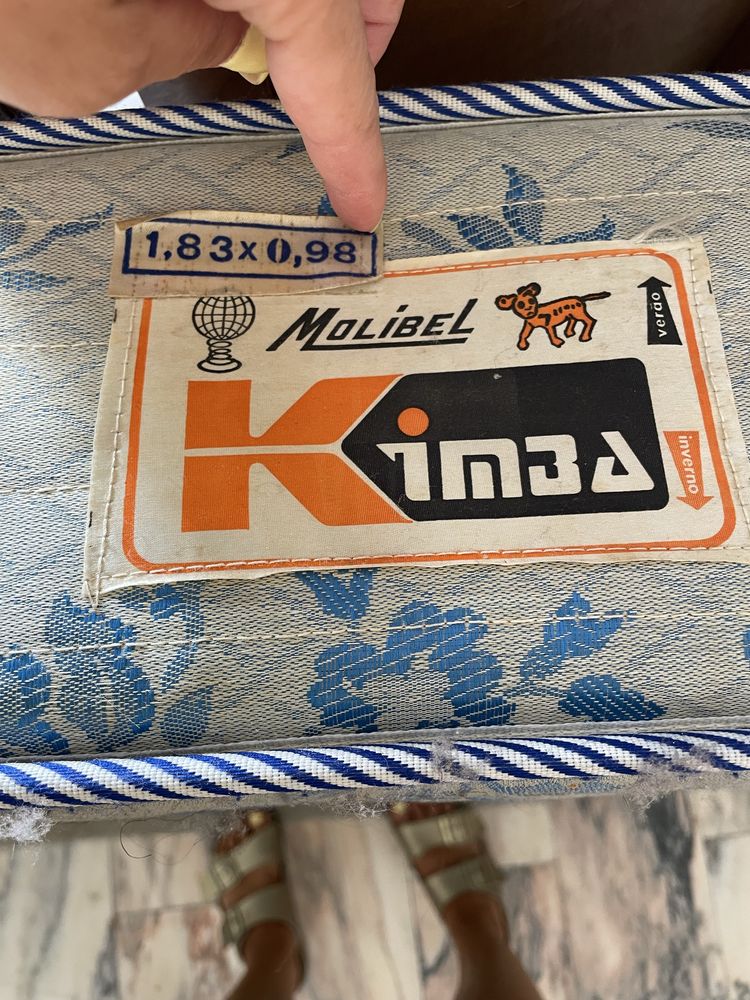 1,83x0,98
MOLiBEL
verão
KiMBA
inverno